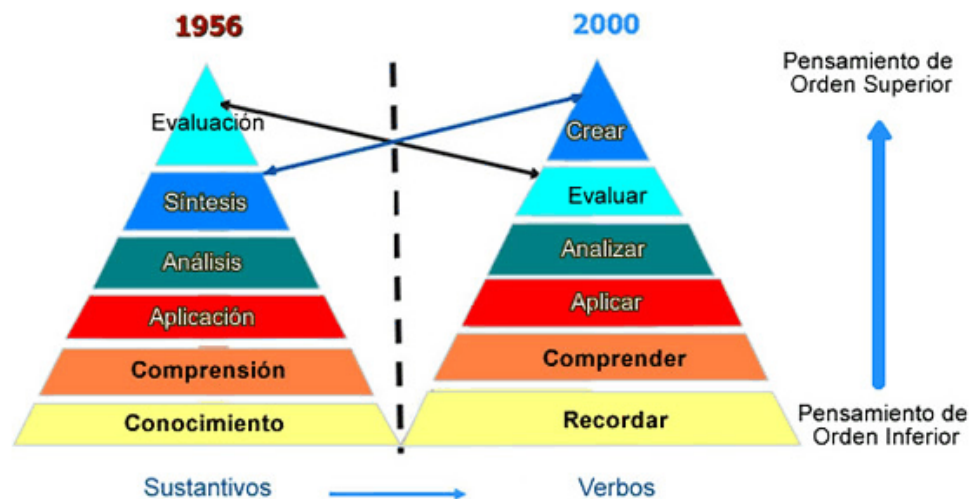 1956
Evaluación
Síntesis
Análisis
Aplicación
Comprensión
Conocimiento
2000
Crear
Evaluar
Analizar
Aplicar
Comprender
Recordar
Pensamiento de
Orden Superior
Pensamiento de
Orden Inferior
Sustantivos
Verbos